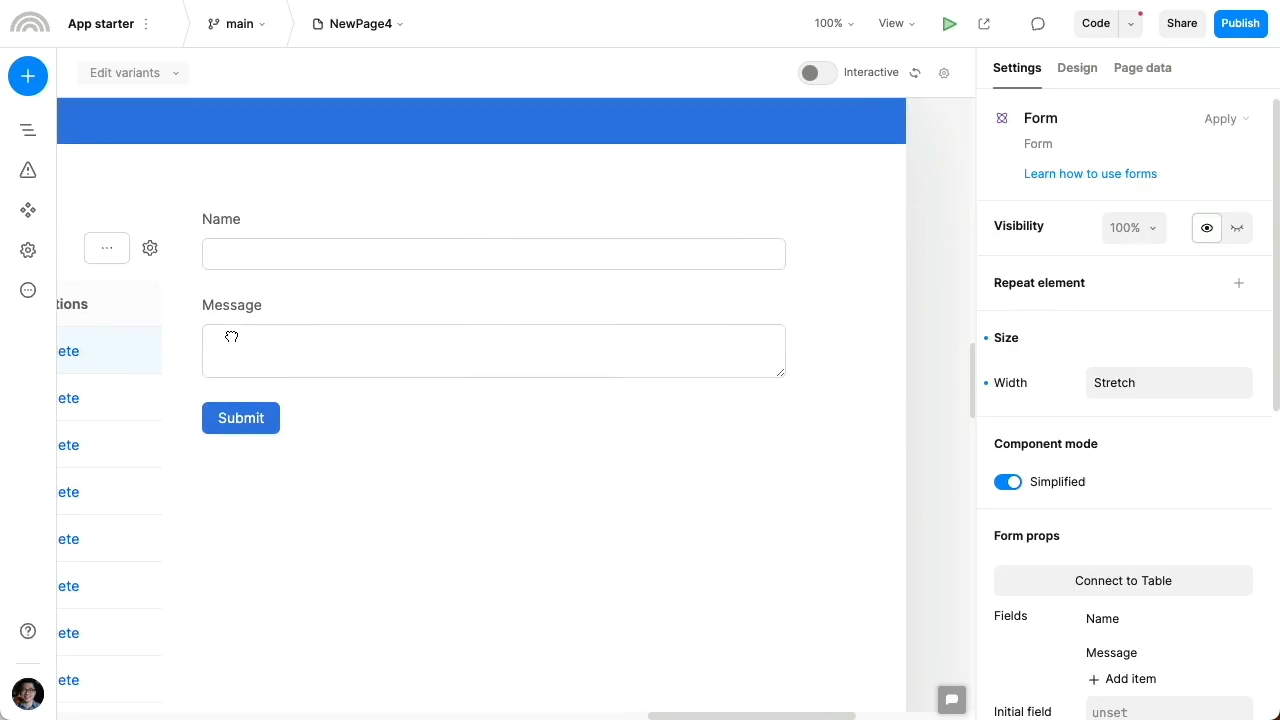 App starter
main
NewPage4
100%
View
Code
Share
Publish
Edit variants
Interactive
Settings
Design
Page data
Form
Apply
Form
Learn how to use forms
Visibility
100%
Repeat element
Size
Width
Stretch
Component mode
Simplified
Form props
Connect to Table
Fields
Name
Message
Add item
Initial field
unset
...
tions
ete
ete
ete
ete
ete
ete
ete
ete
Name
Message
Submit